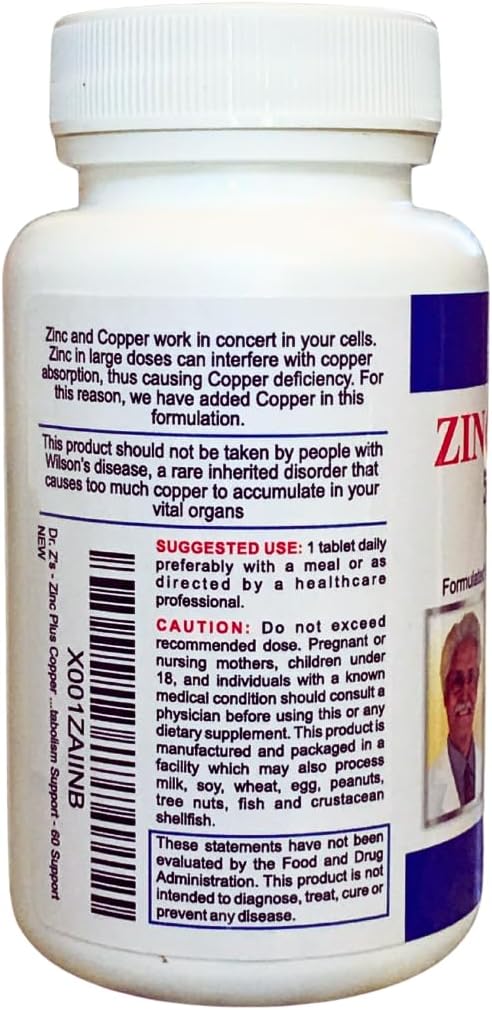 Zinc and Copper work in concert in your cells.
Zinc in large doses can interfere with copper
absorption, thus causing Copper deficiency. For
this reason, we have added Copper in this
formulation.
This product should not be taken by people with
Wilson's disease, a rare inherited disorder that
causes too much copper to accumulate in your
vital organs
SUGGESTED USE: 1 tablet daily
preferably with a meal or as
directed by a healthcare
professional.
CAUTION: Do not exceed
recommended dose. Pregnant or
nursing mothers, children under
18, and individuals with a known
medical condition should consult a
physician before using this or any
dietary supplement. This product is
manufactured and packaged in a
facility which may also process
milk, soy, wheat, egg, peanuts,
tree nuts, fish and crustacean
shellfish.
These statements have not been
evaluated by the Food and Drug
Administration. This product is not
intended to diagnose, treat, cure or
prevent any disease.
X001ZAINB
Dr. Z's - Zinc Plus Copper ...tabolism Support - 60 Support
NEW
ZIN
Formulated